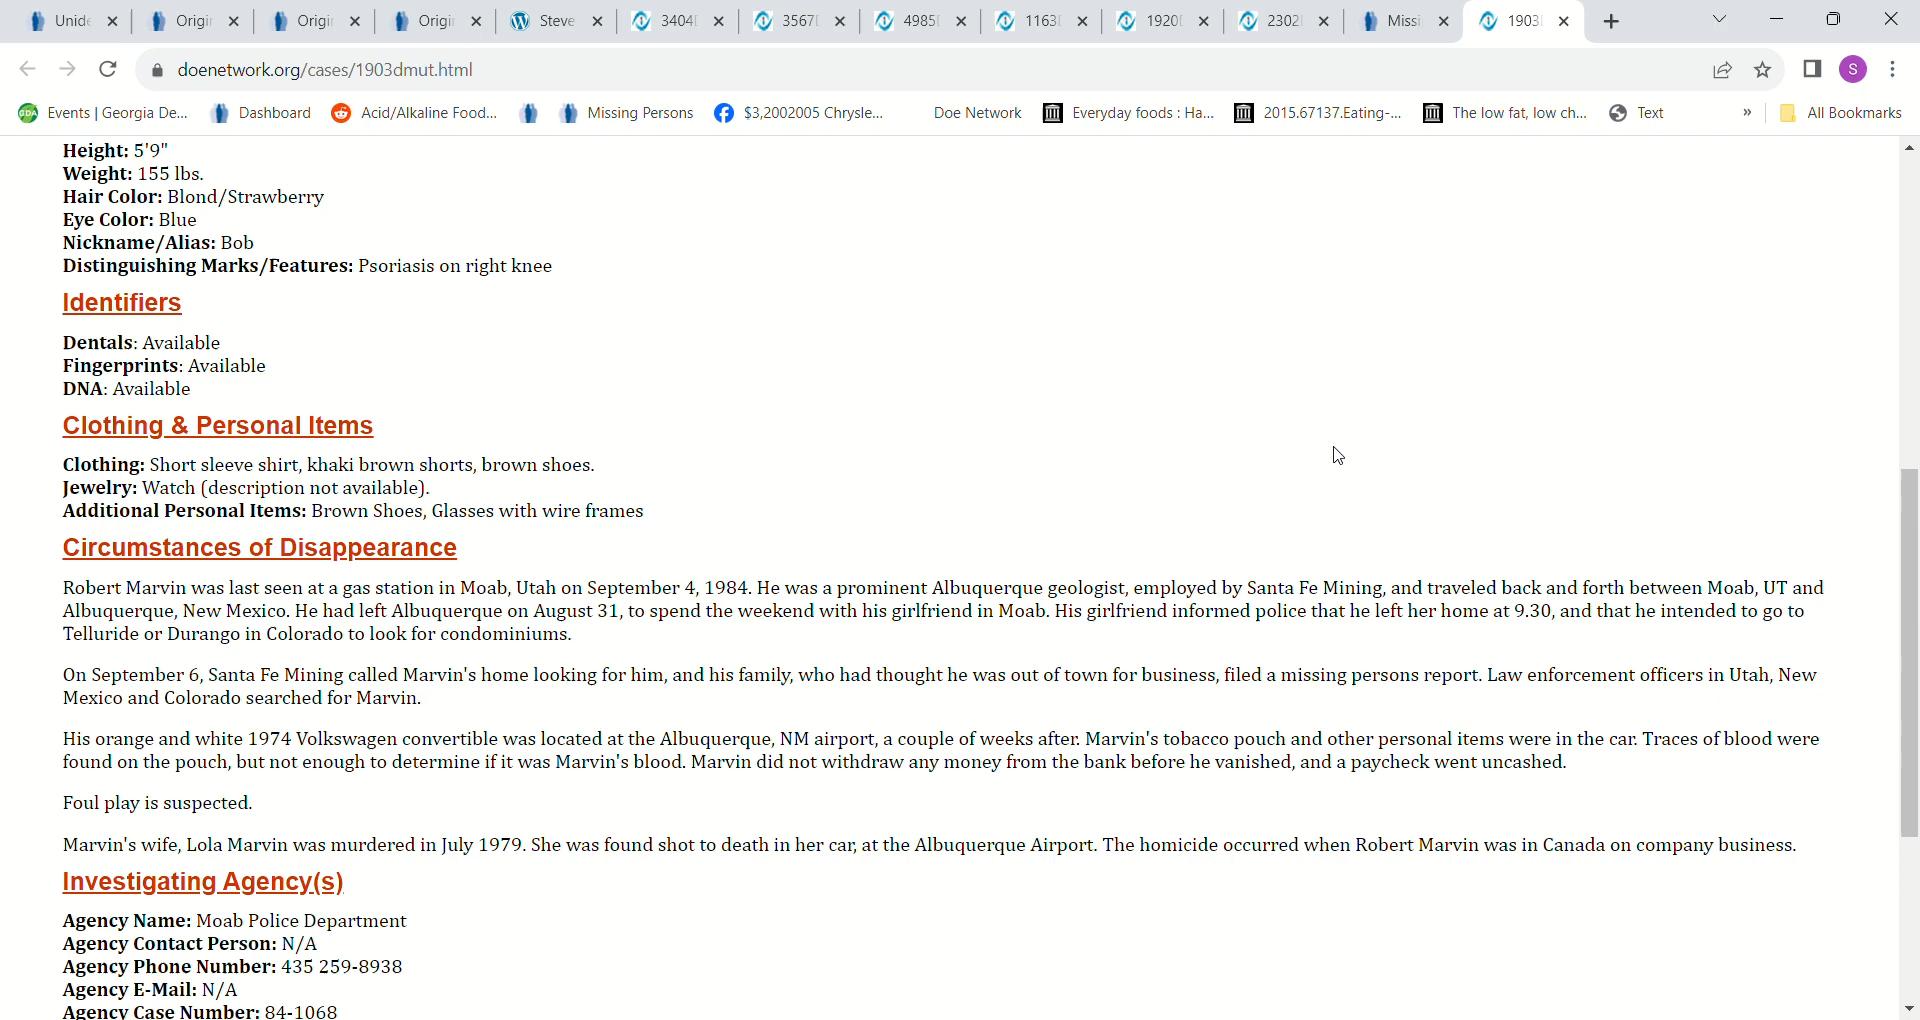 Unide
Origin
Origin
Origin
Steve
3404
3567
4985
1163
1920
2302
Missi
1903
doenetwork.org/cases/1903dmut.html
S
Events | Georgia De...
Dashboard
Acid/Alkaline Food...
Missing Persons
$3,2002005 Chrysle...
Doe Network
Everyday foods : Ha...
2015.67137.Eating-...
The low fat, low ch...
Text
»
All Bookmarks
Height: 5'9"
Weight: 155 lbs.
Hair Color: Blond/Strawberry
Eye Color: Blue
Nickname/Alias: Bob
Distinguishing Marks/Features: Psoriasis on right knee
Identifiers
Dentals: Available
Fingerprints: Available
DNA: Available
Clothing & Personal Items
Clothing: Short sleeve shirt, khaki brown shorts, brown shoes.
Jewelry: Watch (description not available).
Additional Personal Items: Brown Shoes, Glasses with wire frames
Circumstances of Disappearance
Robert Marvin was last seen at a gas station in Moab, Utah on September 4, 1984. He was a prominent Albuquerque geologist, employed by Santa Fe Mining, and traveled back and forth between Moab, UT and
Albuquerque, New Mexico. He had left Albuquerque on August 31, to spend the weekend with his girlfriend in Moab. His girlfriend informed police that he left her home at 9.30, and that he intended to go to
Telluride or Durango in Colorado to look for condominiums.
On September 6, Santa Fe Mining called Marvin's home looking for him, and his family, who had thought he was out of town for business, filed a missing persons report. Law enforcement officers in Utah, New
Mexico and Colorado searched for Marvin.
His orange and white 1974 Volkswagen convertible was located at the Albuquerque, NM airport, a couple of weeks after. Marvin's tobacco pouch and other personal items were in the car. Traces of blood were
found on the pouch, but not enough to determine if it was Marvin's blood. Marvin did not withdraw any money from the bank before he vanished, and a paycheck went uncashed.
Foul play is suspected.
Marvin's wife, Lola Marvin was murdered in July 1979. She was found shot to death in her car, at the Albuquerque Airport. The homicide occurred when Robert Marvin was in Canada on company business.
Investigating Agency(s)
Agency Name: Moab Police Department
Agency Contact Person: N/A
Agency Phone Number: 435 259-8938
Agency E-Mail: N/A
Agency Case Number: 84-1068